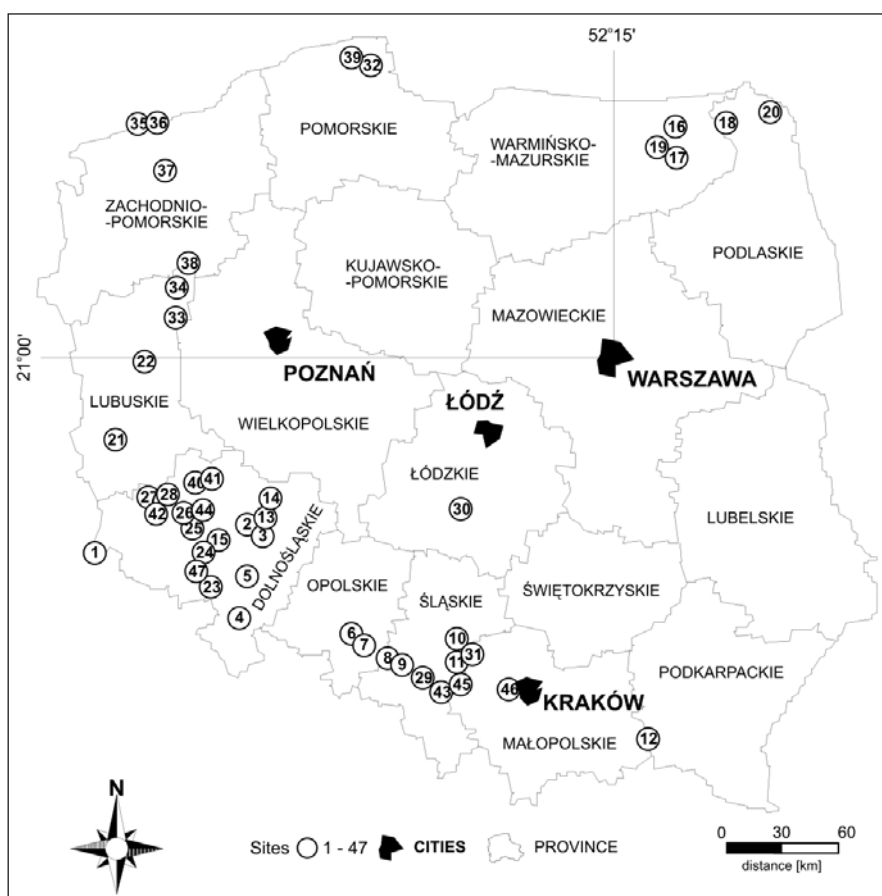 52°15'
39
32
35
36
POMORSKIE
20
16
18
WARMIŃSKO-
-MAZURSKIE
19
17
37
ZACHODNIO-
-POMORSKIE
38
KUJAWSKO-
-POMORSKIE
PODLASKIE
34
33
MAZOWIECKIE
21°00'
22
POZNAŃ
WARSZAWA
LUBUSKIE
ŁÓDŹ
WIELKOPOLSKIE
21
ŁÓDZKIE
40
41
27
28
14
30
42
26
44
13
2
25
3
LUBELSKIE
15
1
24
47
5
23
DOLNOŚLĄSKIE
OPOLSKIE
ŚLĄSKIE
ŚWIĘTOKRZYSKIE
4
6
7
10
31
8
9
11
PODKARPACKIE
29
43
45
46
KRAKÓW
MAŁOPOLSKIE
12
N
Sites 1 - 47 CITIES PROVINCE
0 30 60
distance [km]